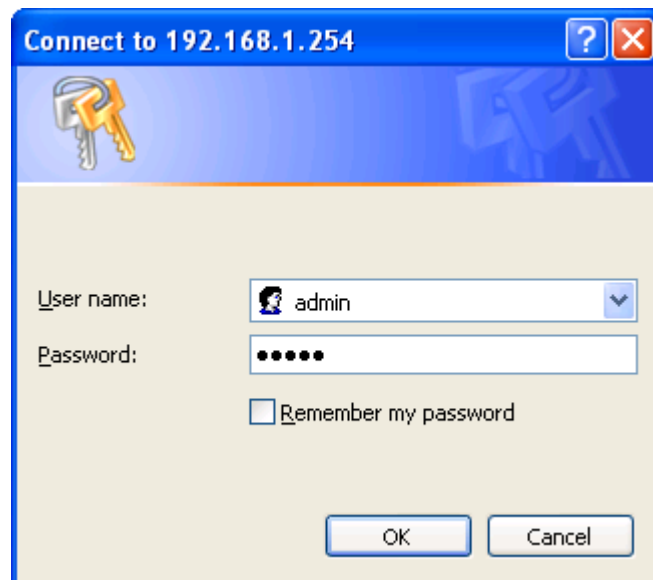 Connect to 192.168.1.254
?
User name:
admin
Password:
•••••
Remember my password
OK
Cancel